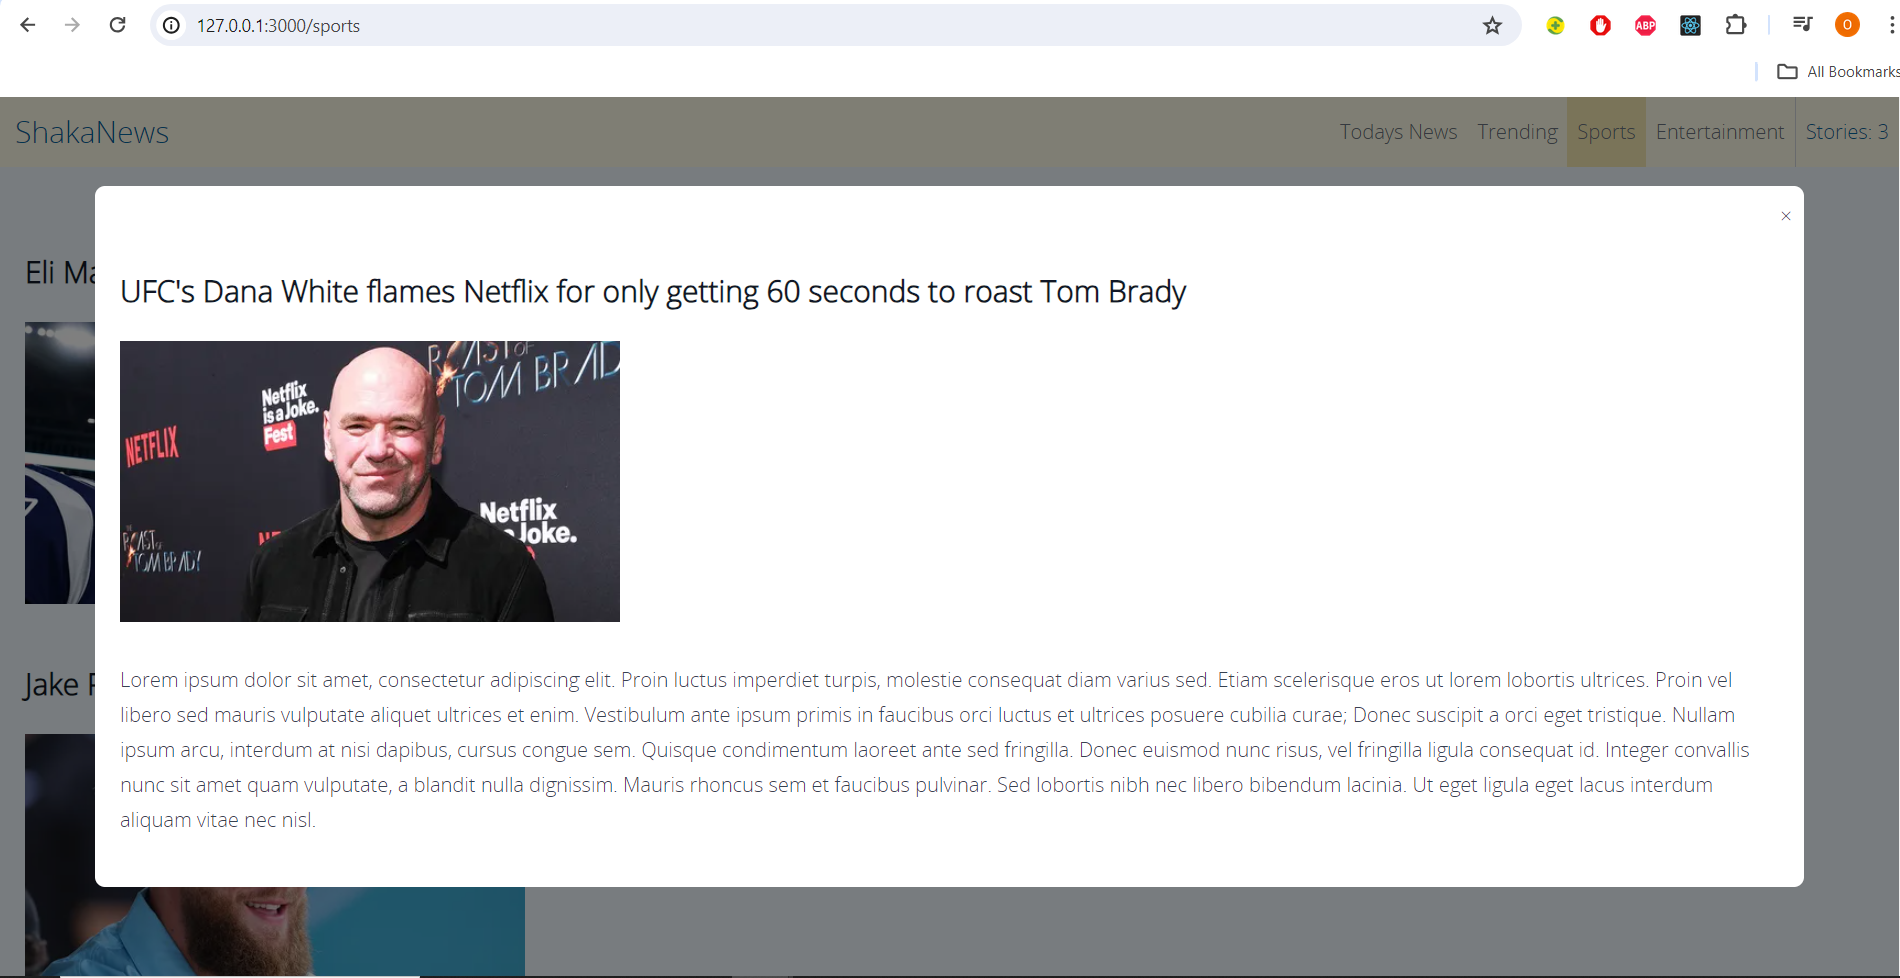 127.0.0.1:3000/sports
ABP
O
All Bookmarks
ShakaNews
Todays News Trending Sports Entertainment Stories: 3
Eli Ma
UFC's Dana White flames Netflix for only getting 60 seconds to roast Tom Brady
ROAST OF
TOM BRAD
Netflix
is a Joke.
Fest
NETFLIX
Netflix
a Joke.
ROAST OF
TOM BRADY
Jake
Lorem ipsum dolor sit amet, consectetur adipiscing elit. Proin luctus imperdiet turpis, molestie consequat diam varius sed. Etiam scelerisque eros ut lorem lobortis ultrices. Proin vel
libero sed mauris vulputate aliquet ultrices et enim. Vestibulum ante ipsum primis in faucibus orci luctus et ultrices posuere cubilia curae; Donec suscipit a orci eget tristique. Nullam
ipsum arcu, interdum at nisi dapibus, cursus congue sem. Quisque condimentum laoreet ante sed fringilla. Donec euismod nunc risus, vel fringilla ligula consequat id. Integer convallis
nunc sit amet quam vulputate, a blandit nulla dignissim. Mauris rhoncus sem et faucibus pulvinar. Sed lobortis nibh nec libero bibendum lacinia. Ut eget ligula eget lacus interdum
aliquam vitae nec nisl.